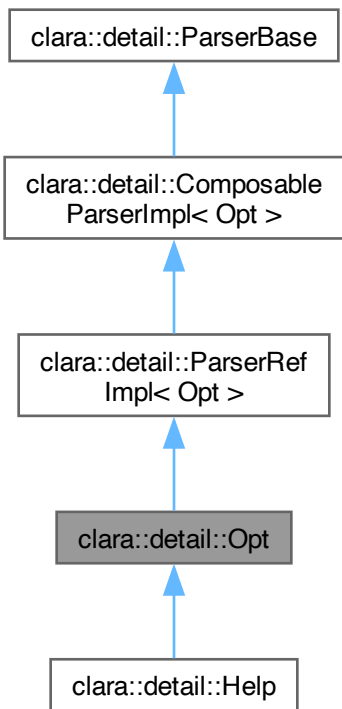 clara::detail::ParserBase
clara::detail::Composable
ParserImpl< Opt >
clara::detail::ParserRef
Impl< Opt >
clara::detail::Opt
clara::detail::Help